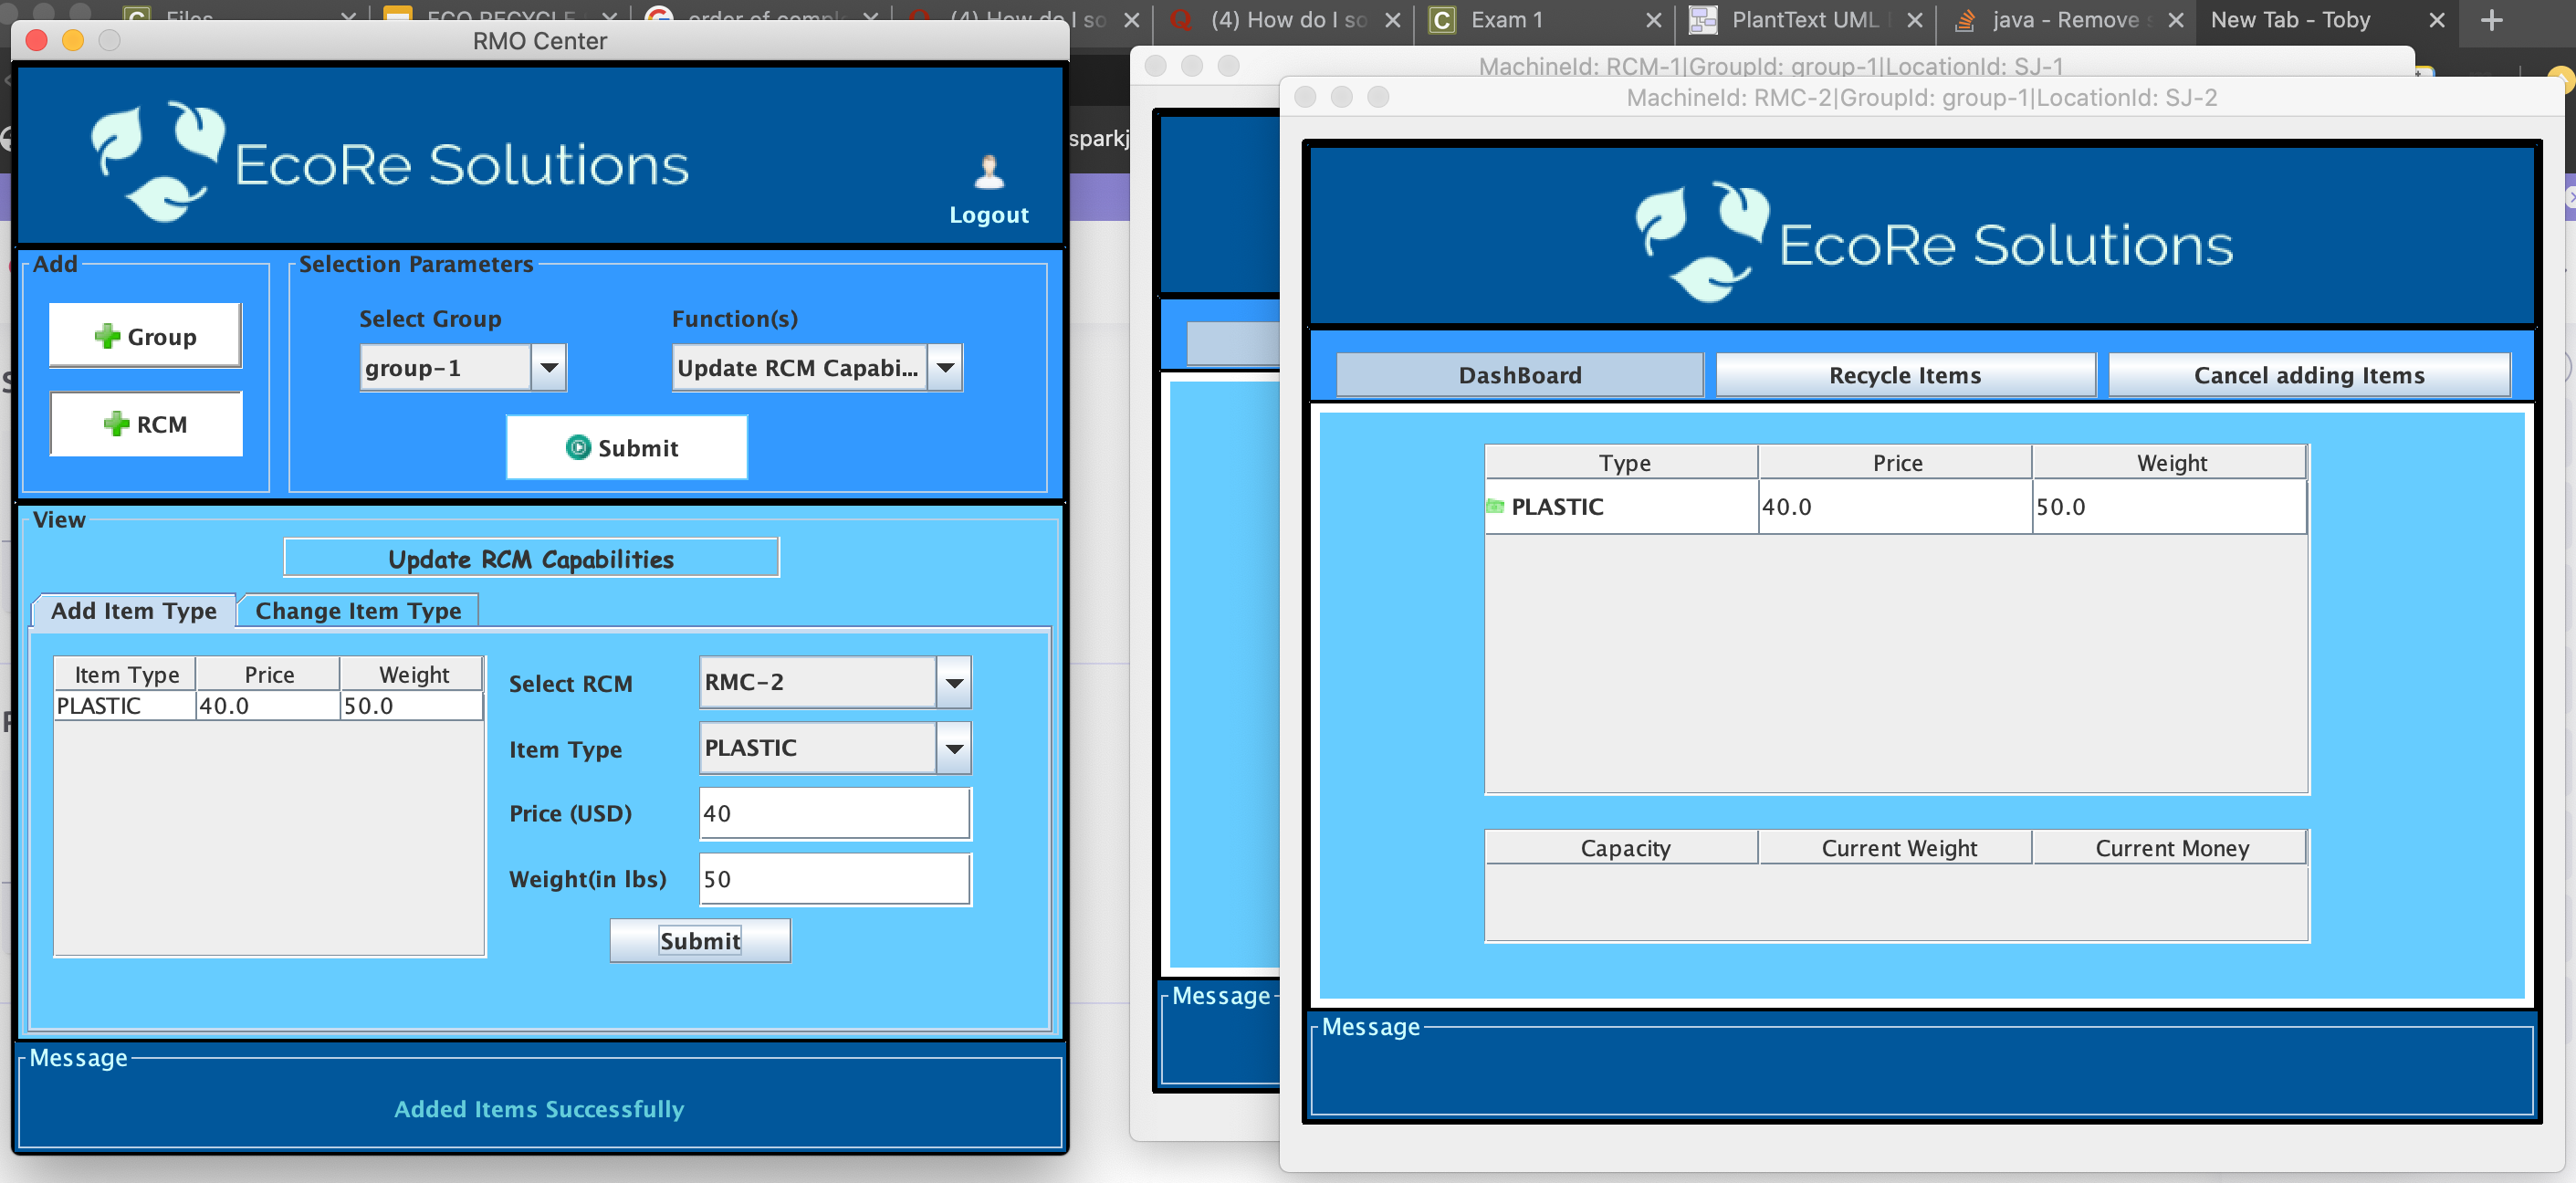 Files
ECO RECYCLE
order of comple
(4) How do I so
(4) How do I so
Exam 1
PlantText UML
java - Remove s
New Tab - Toby
RMO Center
EcoRe Solutions
Logout
Add
Group
RCM
Selection Parameters
Select Group
Function(s)
group-1
Update RCM Capabi...
Submit
View
Update RCM Capabilities
Add Item Type
Change Item Type
Item Type Price Weight
PLASTIC 40.0 50.0
Select RCM
RMC-2
Item Type
PLASTIC
Price (USD)
40
Weight(in lbs)
50
Submit
Message
Added Items Successfully
sparkj
MachineId: RCM-1|GroupId: group-1|LocationId: SJ-1
Message
MachineId: RMC-2|GroupId: group-1|LocationId: SJ-2
EcoRe Solutions
DashBoard
Recycle Items
Cancel adding Items
Type Price Weight
PLASTIC 40.0 50.0
Capacity Current Weight Current Money
Message